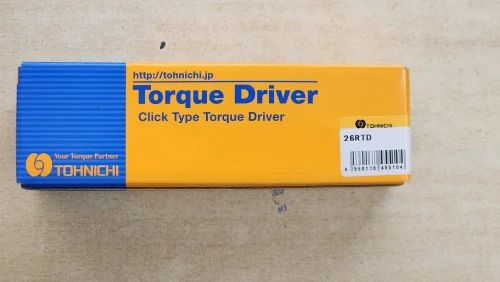 http://tohnichi.jp
Torque Driver
Click Type Torque Driver
Your Torque Partner
TOHNICHI
TOHNICHI
26RTD